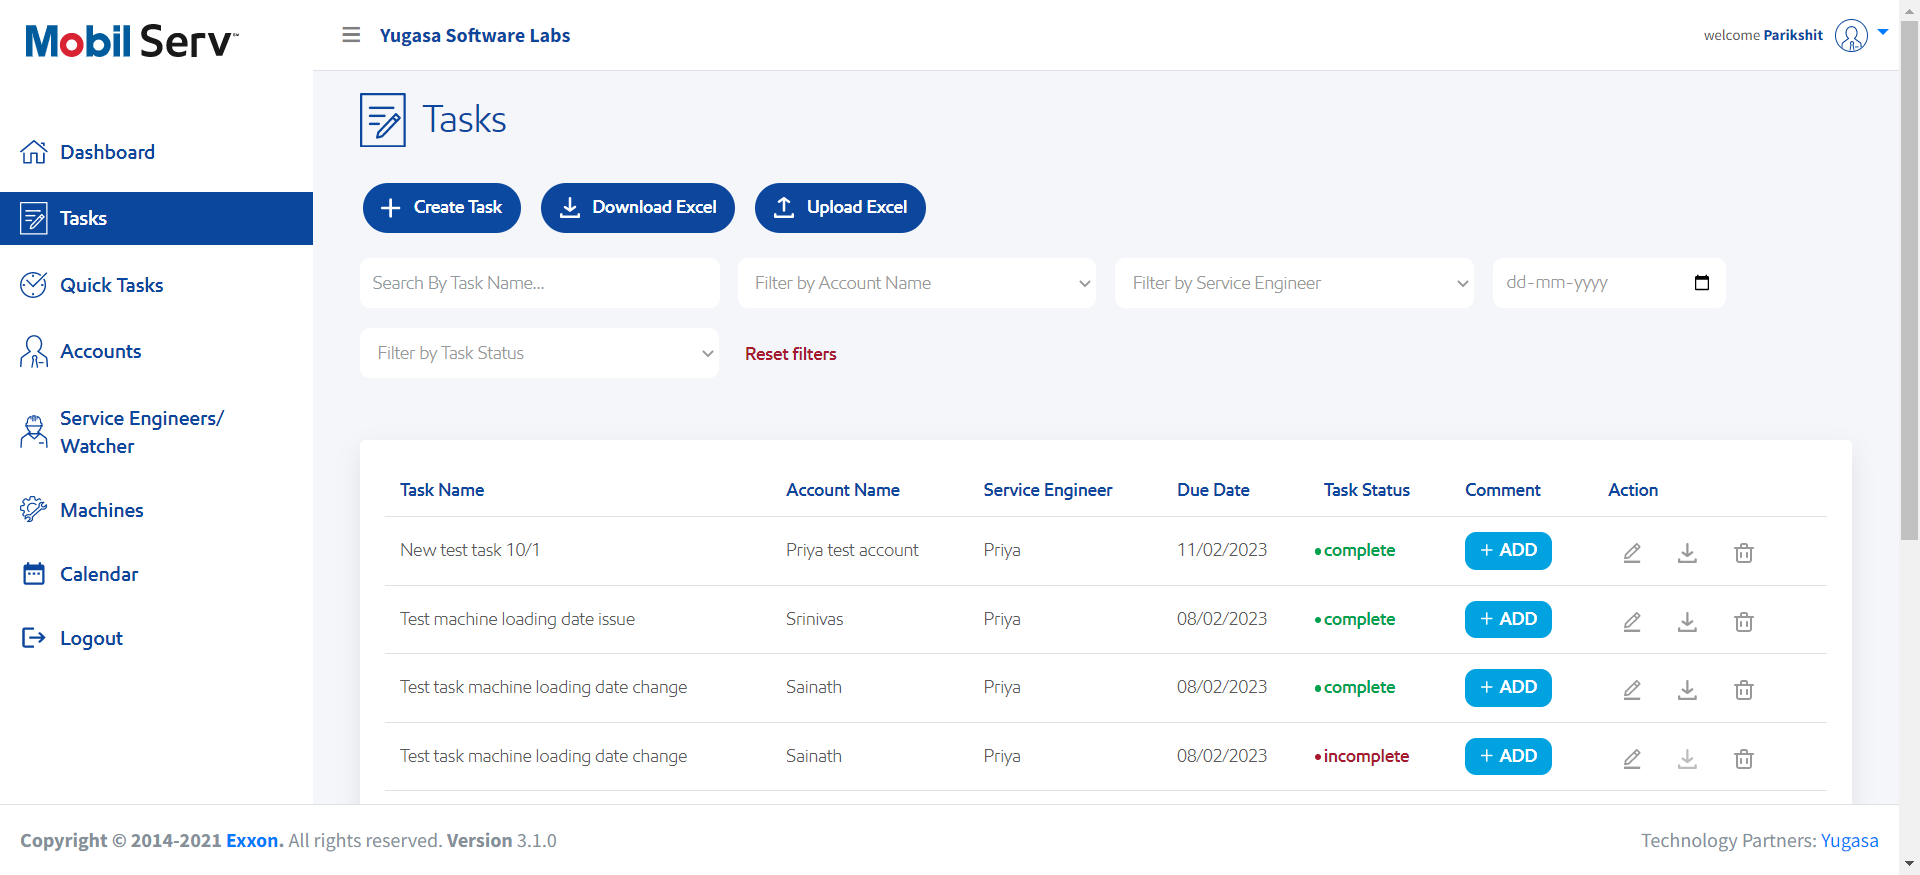 Mobil Serv™
Yugasa Software Labs
welcome Parikshit
Dashboard
Tasks
Quick Tasks
Accounts
Service Engineers/
Watcher
Machines
Calendar
Logout
Tasks
Create Task
Download Excel
Upload Excel
Search By Task Name...
Filter by Account Name
Filter by Service Engineer
dd-mm-yyyy
Filter by Task Status
Reset filters
Task Name Account Name Service Engineer Due Date Task Status Comment Action
New test task 10/1 Priya test account Priya 11/02/2023 •complete + ADD
Test machine loading date issue Srinivas Priya 08/02/2023 •complete + ADD
Test task machine loading date change Sainath Priya 08/02/2023 •complete + ADD
Test task machine loading date change Sainath Priya 08/02/2023 •incomplete + ADD
Copyright © 2014-2021 Exxon. All rights reserved. Version 3.1.0
Technology Partners: Yugasa